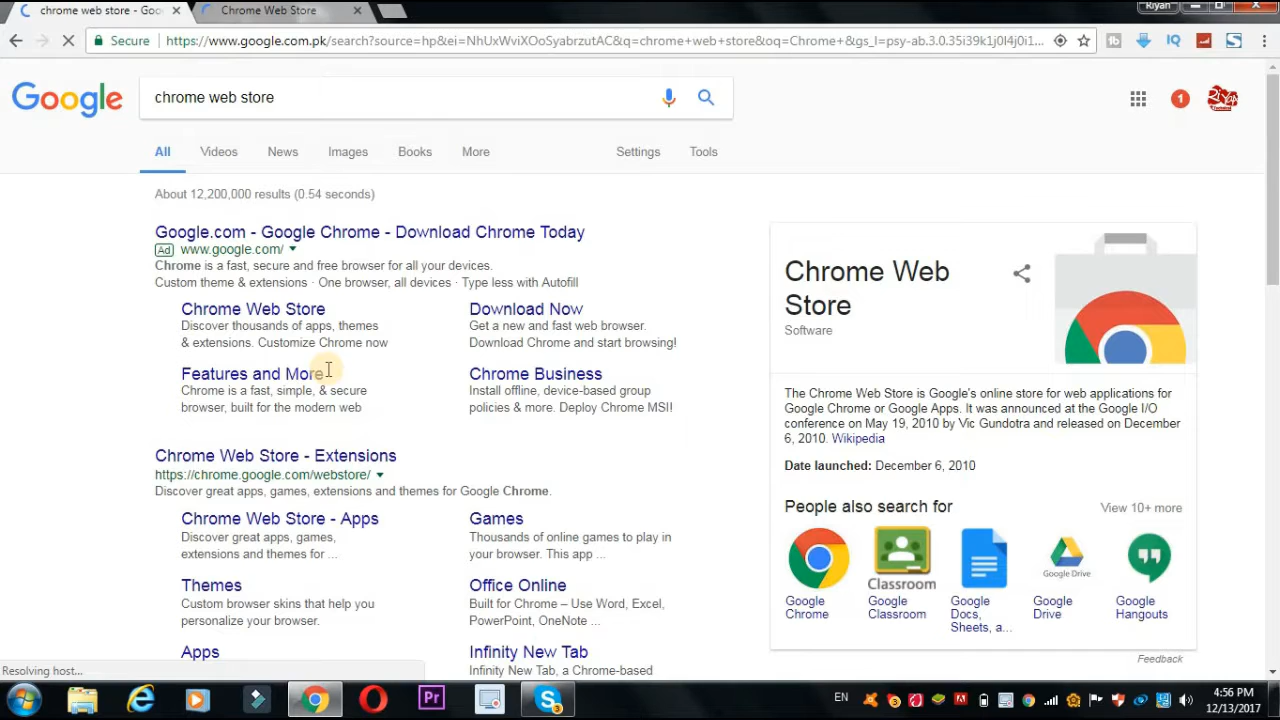 chrome web store - Goo
Chrome Web Store
Riyan
Secure
https://www.google.com.pk/search?source=hp&ei=NhUxWviXOoSyabrzutAC&q=chrome+web+store&oq=Chrome+&gs_l=psy-ab.3.0.35i39k1j0l4j0i1...
Google
chrome web store
1
All
Videos
News
Images
Books
More
Settings
Tools
About 12,200,000 results (0.54 seconds)
Google.com - Google Chrome - Download Chrome Today
Ad www.google.com/
Chrome is a fast, secure and free browser for all your devices.
Custom theme & extensions · One browser, all devices · Type less with Autofill
Chrome Web Store
Discover thousands of apps, themes
& extensions. Customize Chrome now
Download Now
Get a new and fast web browser.
Download Chrome and start browsing!
Features and More
Chrome is a fast, simple, & secure
browser, built for the modern web
Chrome Business
Install offline, device-based group
policies & more. Deploy Chrome MSI!
Chrome Web Store - Extensions
https://chrome.google.com/webstore/
Discover great apps, games, extensions and themes for Google Chrome.
Chrome Web Store - Apps
Discover great apps, games,
extensions and themes for ...
Games
Thousands of online games to play in
your browser. This app ...
Themes
Custom browser skins that help you
personalize your browser.
Office Online
Built for Chrome – Use Word, Excel,
PowerPoint, OneNote ...
Apps
Infinity New Tab
Infinity New Tab, a Chrome-based
Chrome Web
Store
Software
The Chrome Web Store is Google's online store for web applications for
Google Chrome or Google Apps. It was announced at the Google I/O
conference on May 19, 2010 by Vic Gundotra and released on December
6, 2010. Wikipedia
Date launched: December 6, 2010
People also search for
View 10+ more
Classroom
Google Drive
Google
Chrome
Google
Classroom
Google
Docs,
Sheets, a...
Google
Drive
Google
Hangouts
Feedback
Resolving host...
Pr
EN
4:56 PM
12/13/2017